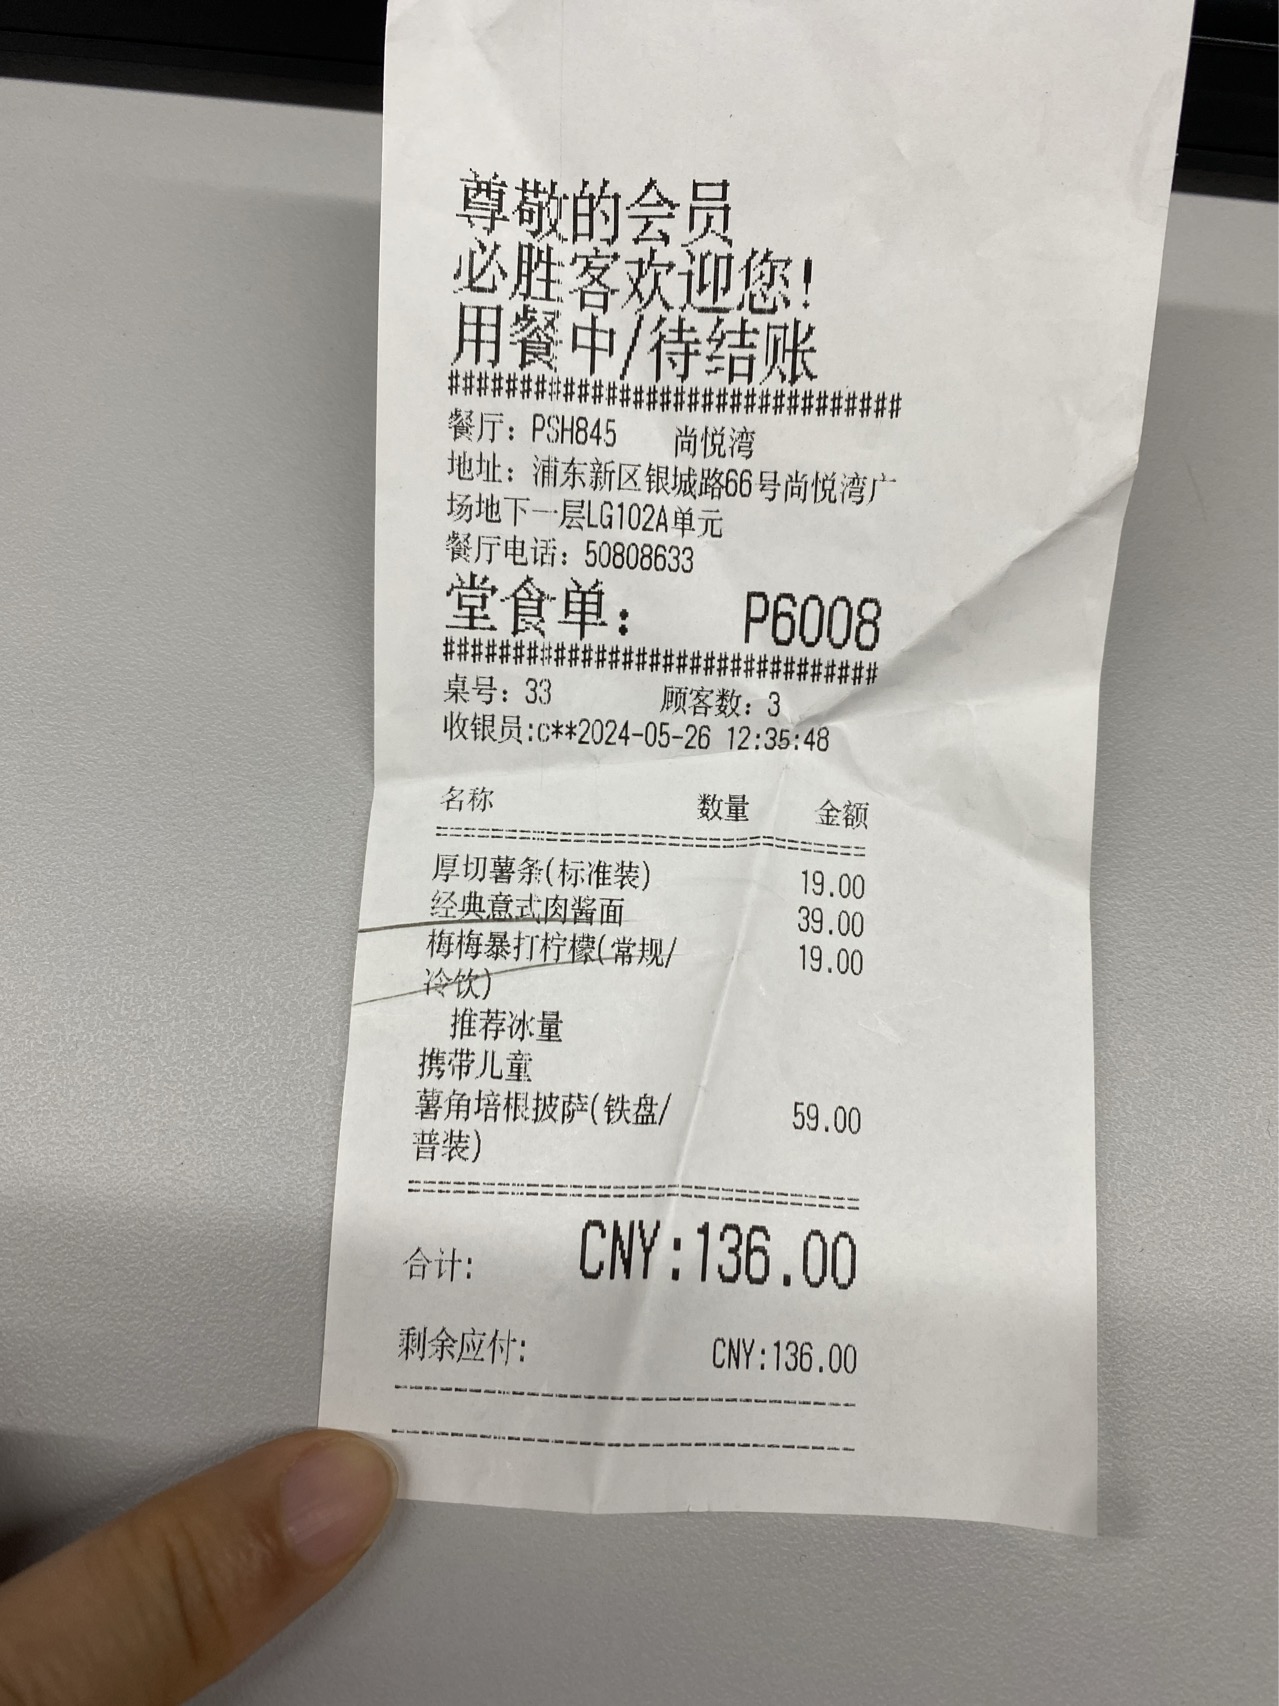 尊敬的会员
必胜客欢迎您!
用餐中/待结账
################################
餐厅: PSH845 尚悦湾
地址: 浦东新区银城路66号尚悦湾广
场地下一层LG102A单元
餐厅电话: 50808633
堂食单: P6008
################################
桌号: 33 顾客数: 3
收银员:c**2024-05-26 12:35:48
名称 数量 金额
厚切薯条(标准装) 19.00
经典意式肉酱面 39.00
梅梅暴打柠檬(常规/ 19.00
冷饮)
推荐冰量
携带儿童
薯角培根披萨(铁盘/ 59.00
普装)
合计: CNY:136.00
剩余应付: CNY:136.00